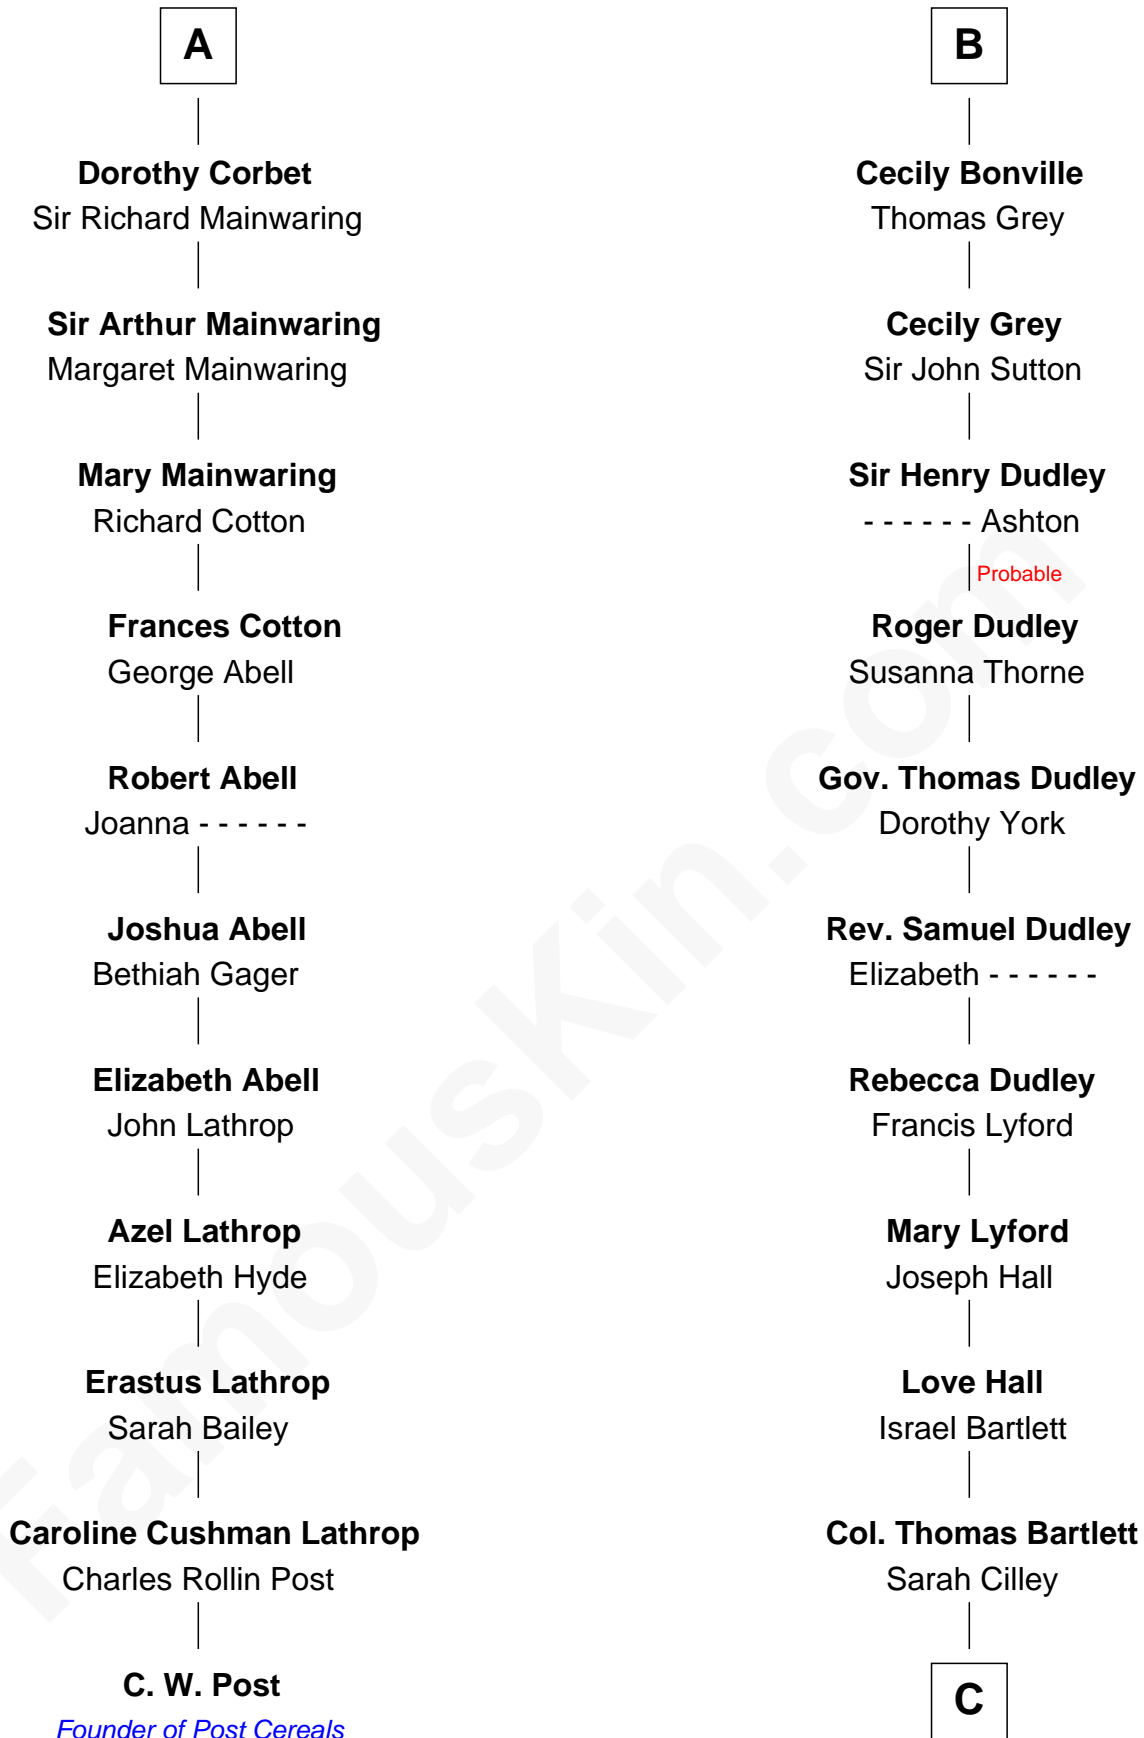 A
Dorothy Corbet
Sir Richard Mainwaring
Sir Arthur Mainwaring
Margaret Mainwaring
Mary Mainwaring
Richard Cotton
Frances Cotton
George Abell
Robert Abell
Joanna - - - - - -
Joshua Abell
Bethiah Gager
Elizabeth Abell
John Lathrop
Azel Lathrop
Elizabeth Hyde
Erastus Lathrop
Sarah Bailey
Caroline Cushman Lathrop
Charles Rollin Post
C. W. Post
Founder of Post Cereals
B
Cecily Bonville
Thomas Grey
Cecily Grey
Sir John Sutton
Sir Henry Dudley
- - - - - - Ashton
Probable
Roger Dudley
Susanna Thorne
Gov. Thomas Dudley
Dorothy York
Rev. Samuel Dudley
Elizabeth - - - - - -
Rebecca Dudley
Francis Lyford
Mary Lyford
Joseph Hall
Love Hall
Israel Bartlett
Col. Thomas Bartlett
Sarah Cilley
C
FamousKin.com